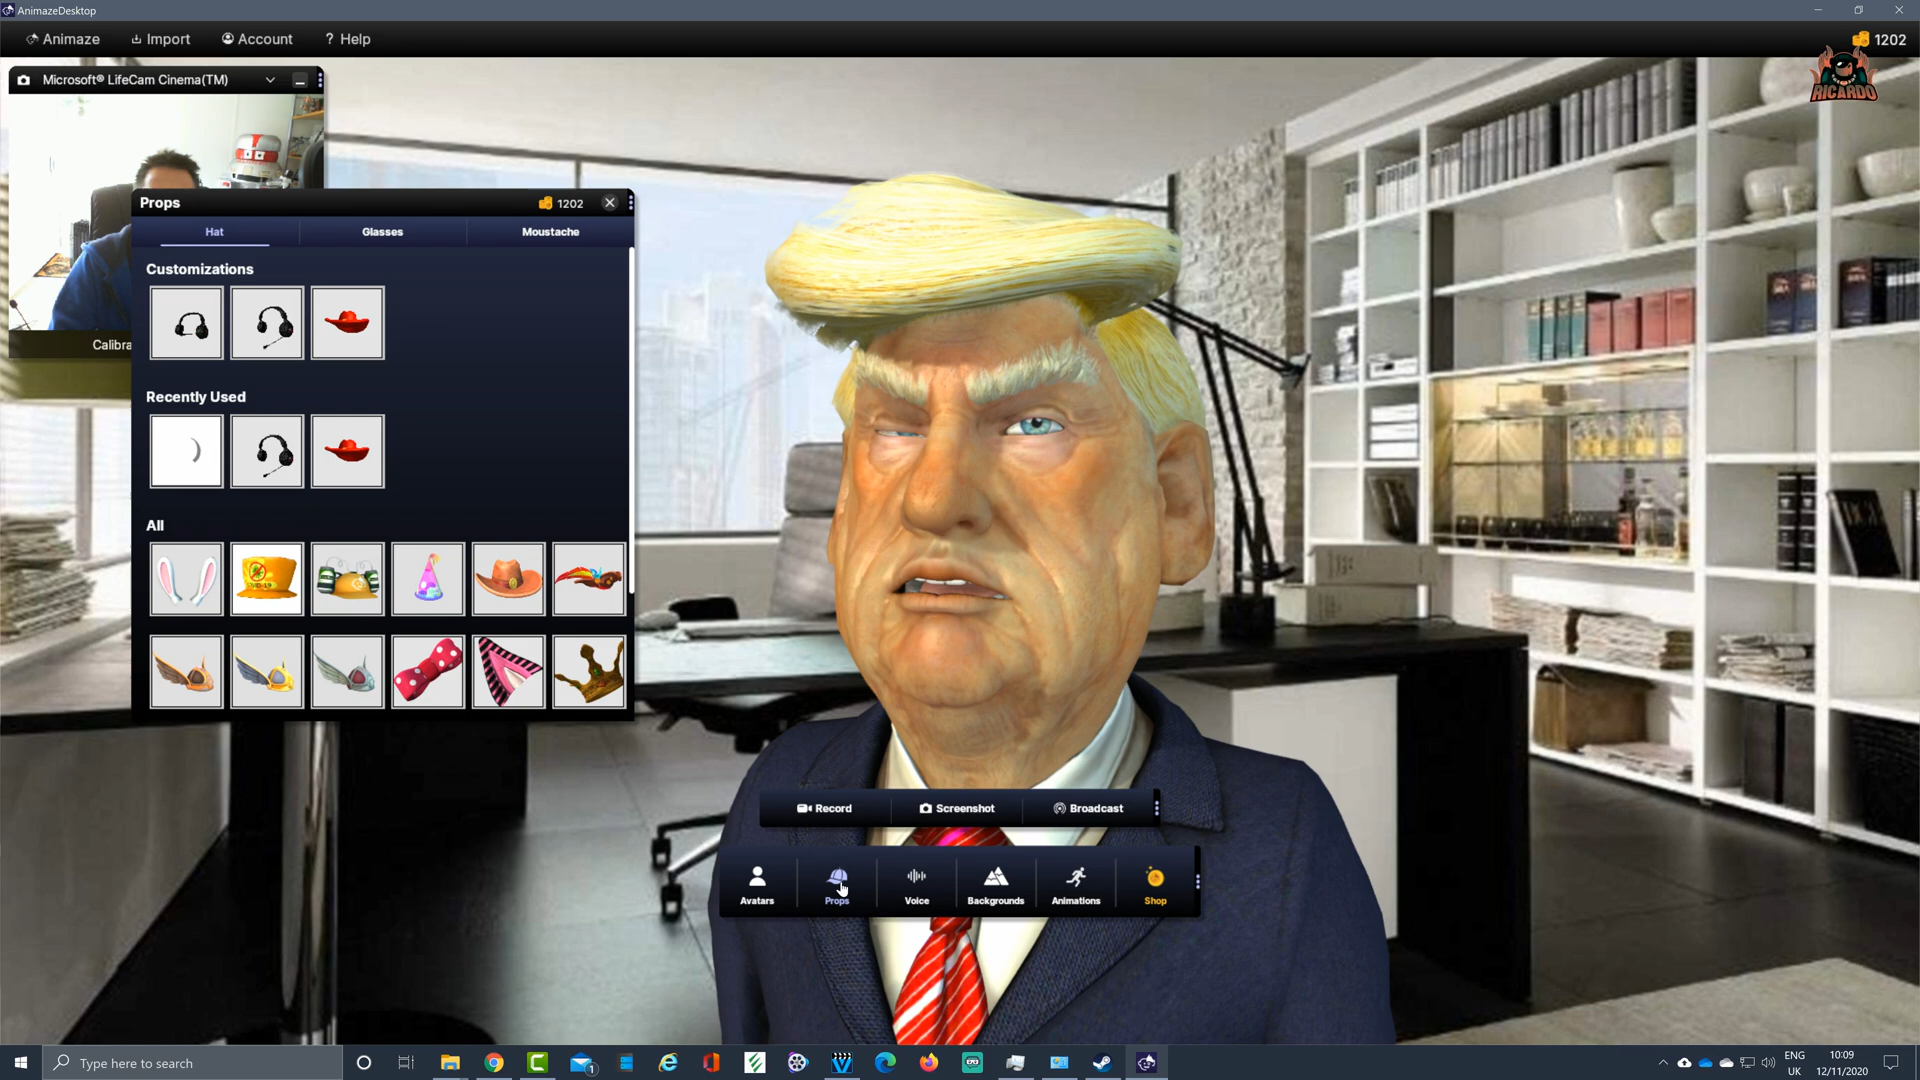 AnimazeDesktop
Animaze
Import
Account
? Help
1202
RICARDO
Microsoft® LifeCam Cinema(TM)
Calibra
Props
1202
Hat
Glasses
Moustache
Customizations
Recently Used
All
Record
Screenshot
Broadcast
Avatars
Props
Voice
Backgrounds
Animations
Shop
Type here to search
1
ENG
UK
10:09
12/11/2020